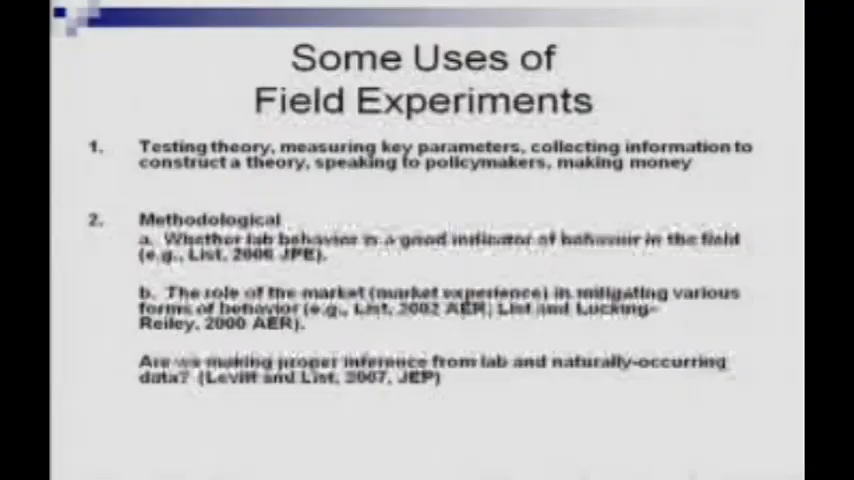 Some Uses of
Field Experiments
1. Testing theory, measuring key parameters, collecting information to
construct a theory, speaking to policymakers, making money
2. Methodological
a. Whether lab behavior is a good indicator of behavior in the field
(e.g., List, 2006 JPE).
b. The role of the market (market experience) in mitigating various
forms of behavior (e.g., List, 2002 AER; List and Lucking-
Reiley, 2000 AER).
Are we making proper inference from lab and naturally-occurring
data? (Levitt and List, 2007, JEP)